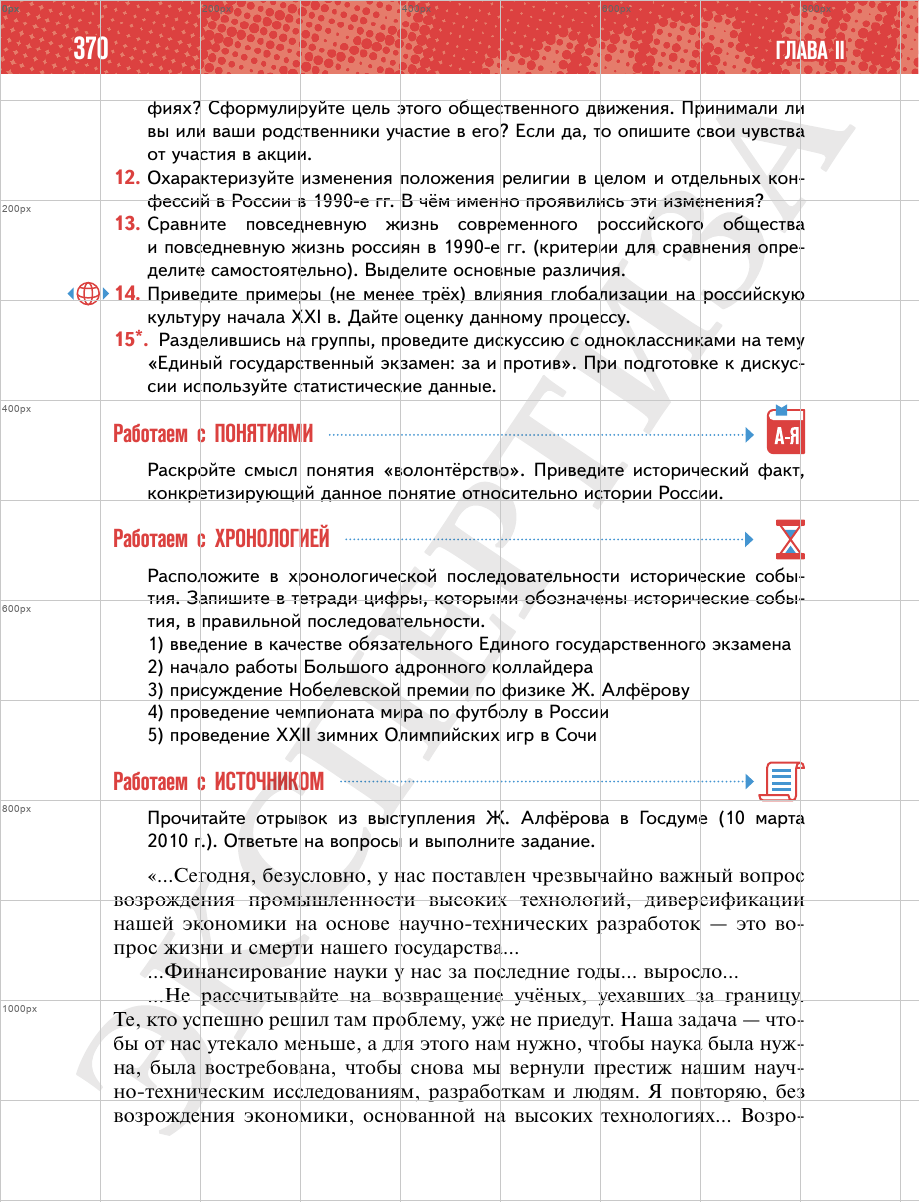 370
ГЛАВА II
фиях? Сформулируйте цель этого общественного движения. Принимали ли
вы или ваши родственники участие в его? Если да, то опишите свои чувства
от участия в акции.
12. Охарактеризуйте изменения положения религии в целом и отдельных кон-
фессий в России в 1990-е гг. В чём именно проявились эти изменения?
13. Сравните повседневную жизнь современного российского общества
и повседневную жизнь россиян в 1990-е гг. (критерии для сравнения опре-
делите самостоятельно). Выделите основные различия.
14. Приведите примеры (не менее трёх) влияния глобализации на российскую
культуру начала XXI в. Дайте оценку данному процессу.
15*. Разделившись на группы, проведите дискуссию с одноклассниками на тему
«Единый государственный экзамен: за и против». При подготовке к дискус-
сии используйте статистические данные.
Работаем с ПОНЯТИЯМИ
А-Я
Раскройте смысл понятия «волонтёрство». Приведите исторический факт,
конкретизирующий данное понятие относительно истории России.
Работаем с ХРОНОЛОГИЕЙ
Расположите в хронологической последовательности исторические собы-
тия. Запишите в тетради цифры, которыми обозначены исторические собы-
тия, в правильной последовательности.
1) введение в качестве обязательного Единого государственного экзамена
2) начало работы Большого адронного коллайдера
3) присуждение Нобелевской премии по физике Ж. Алфёрову
4) проведение чемпионата мира по футболу в России
5) проведение XXII зимних Олимпийских игр в Сочи
Работаем с ИСТОЧНИКОМ
Прочитайте отрывок из выступления Ж. Алфёрова в Госдуме (10 марта
2010 г.). Ответьте на вопросы и выполните задание.
«...Сегодня, безусловно, у нас поставлен чрезвычайно важный вопрос
возрождения промышленности высоких технологий, диверсификации
нашей экономики на основе научно-технических разработок — это во-
прос жизни и смерти нашего государства...
...Финансирование науки у нас за последние годы... выросло...
...Не рассчитывайте на возвращение учёных, уехавших за границу.
Те, кто успешно решил там проблему, уже не приедут. Наша задача — что-
бы от нас утекало меньше, а для этого нам нужно, чтобы наука была нуж-
на, была востребована, чтобы снова мы вернули престиж нашим науч-
но-техническим исследованиям, разработкам и людям. Я повторяю, без
возрождения экономики, основанной на высоких технологиях... Возро-
ЭКСПЕРТИЗА
200px
400px
600px
800px
1000px